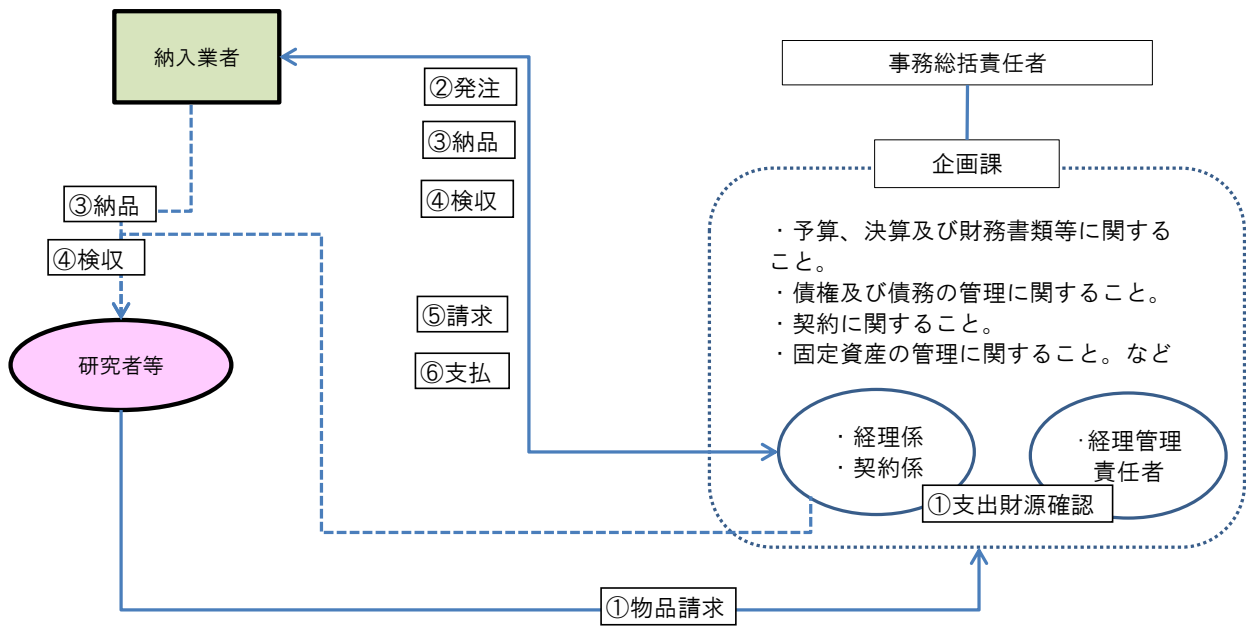 納入業者
事務総括責任者
②発注
③納品
企画課
③納品
④検収
④検収
・予算、決算及び財務書類等に関する
こと。
・債権及び債務の管理に関すること。
・契約に関すること。
・固定資産の管理に関すること。など
⑤請求
⑥支払
研究者等
・経理係
・契約係
・経理管理
責任者
①支出財源確認
①物品請求